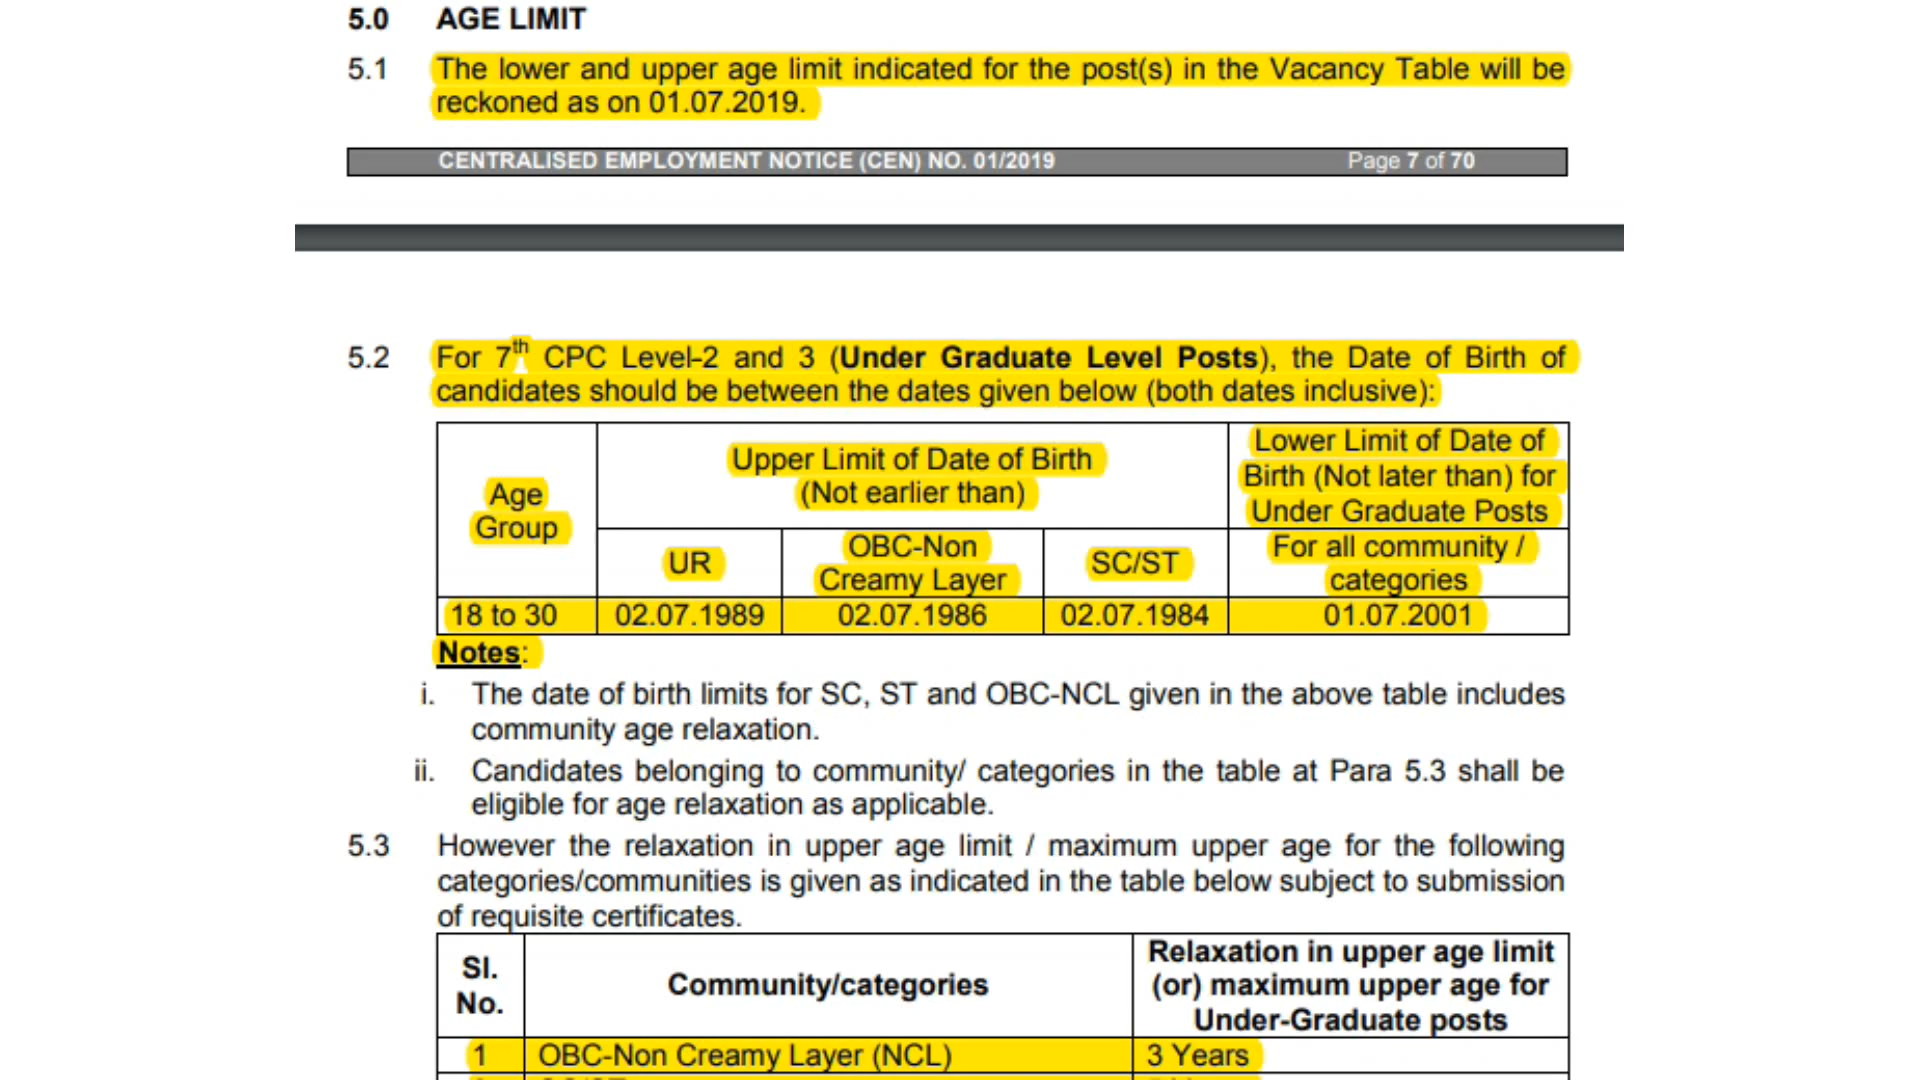 5.0 AGE LIMIT
5.1 The lower and upper age limit indicated for the post(s) in the Vacancy Table will be
reckoned as on 01.07.2019.
CENTRALISED EMPLOYMENT NOTICE (CEN) NO. 01/2019 Page 7 of 70
5.2 For 7th CPC Level-2 and 3 (Under Graduate Level Posts), the Date of Birth of
candidates should be between the dates given below (both dates inclusive):
Age
Group
Upper Limit of Date of Birth
(Not earlier than)
Lower Limit of Date of
Birth (Not later than) for
Under Graduate Posts
UR
OBC-Non
Creamy Layer
SC/ST
For all community /
categories
18 to 30 02.07.1989 02.07.1986 02.07.1984 01.07.2001
Notes:
i. The date of birth limits for SC, ST and OBC-NCL given in the above table includes
community age relaxation.
ii. Candidates belonging to community/ categories in the table at Para 5.3 shall be
eligible for age relaxation as applicable.
5.3 However the relaxation in upper age limit / maximum upper age for the following
categories/communities is given as indicated in the table below subject to submission
of requisite certificates.
Sl.
No.
Community/categories
Relaxation in upper age limit
(or) maximum upper age for
Under-Graduate posts
1 OBC-Non Creamy Layer (NCL) 3 Years